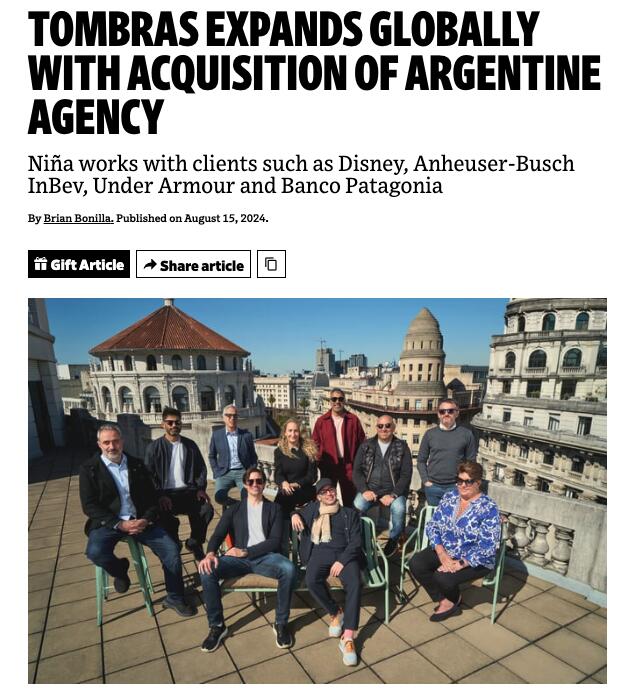 TOMBRAS EXPANDS GLOBALLY
WITH ACQUISITION OF ARGENTINE
AGENCY
Niña works with clients such as Disney, Anheuser-Busch
InBev, Under Armour and Banco Patagonia
By Brian Bonilla. Published on August 15, 2024.
Gift Article
Share article